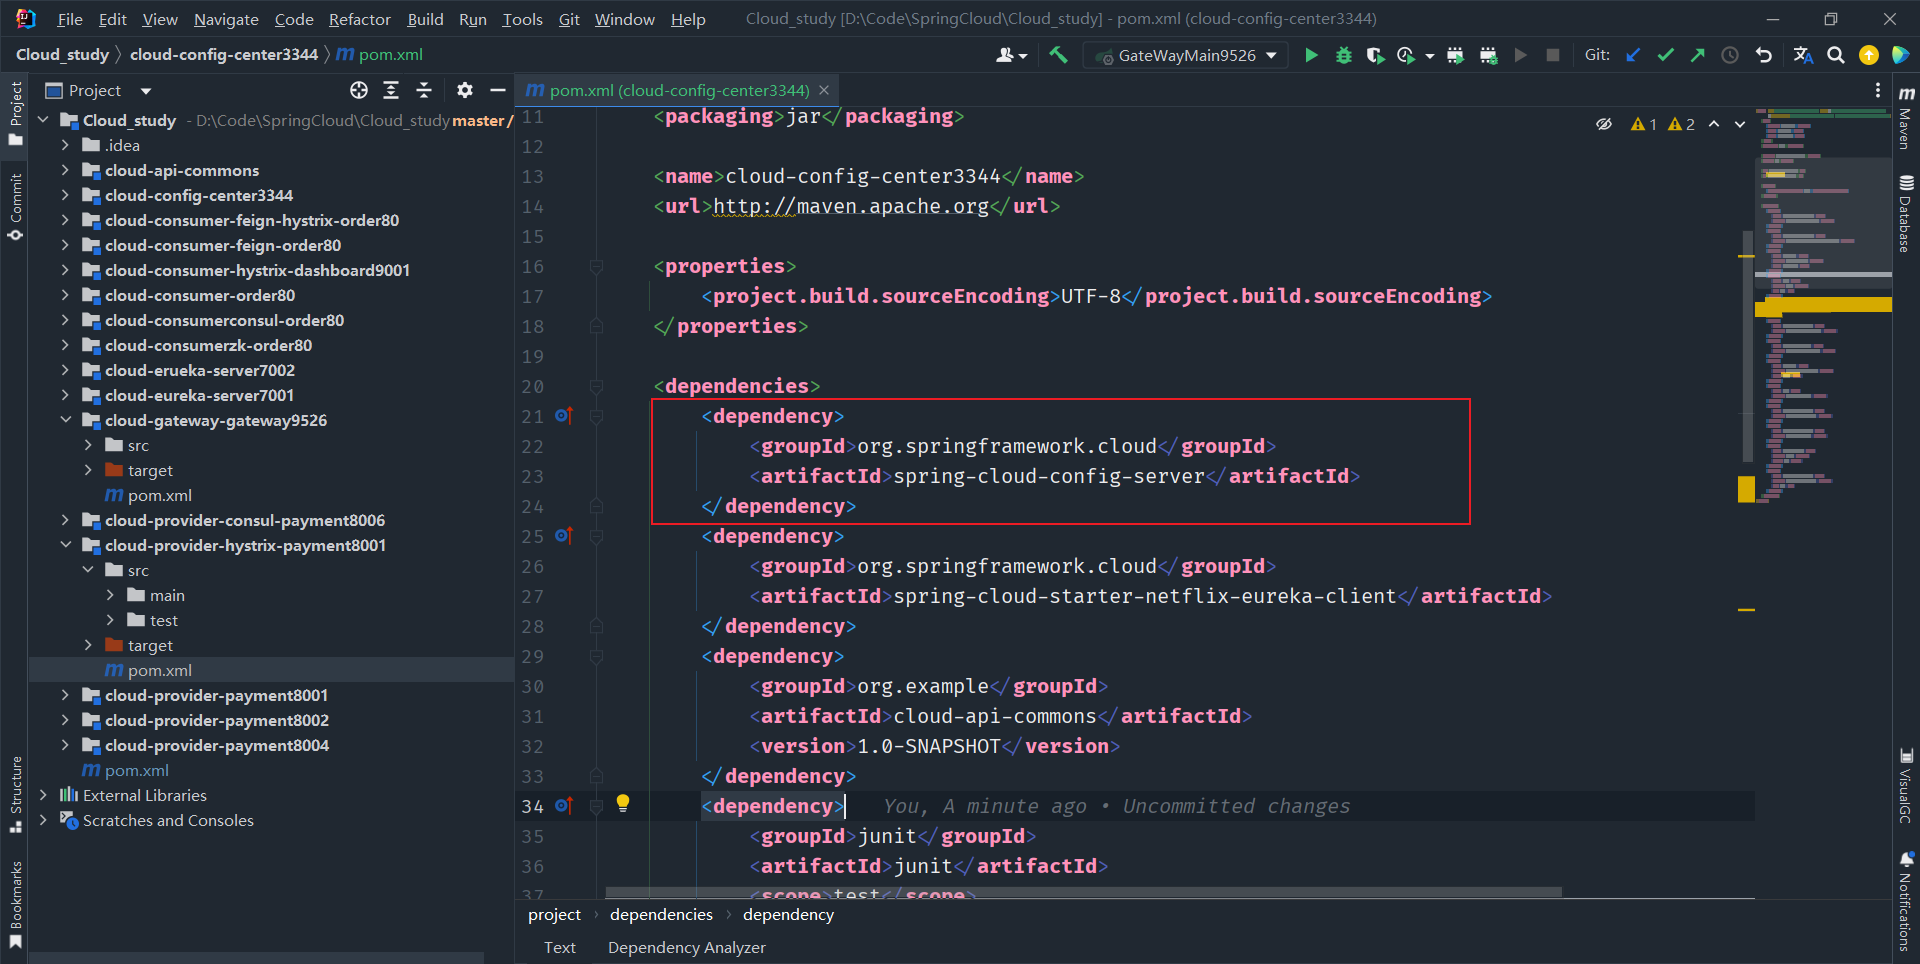 File Edit View Navigate Code Refactor Build Run Tools Git Window Help Cloud_study [D:\Code\SpringCloud\Cloud_study] - pom.xml (cloud-config-center3344)
Cloud_study cloud-config-center3344 m pom.xml GateWayMain9526 Git:
Project
Commit
Structure
Bookmarks
Project
Cloud_study - D:\Code\SpringCloud\Cloud_study master /
.idea
cloud-api-commons
cloud-config-center3344
cloud-consumer-feign-hystrix-order80
cloud-consumer-feign-order80
cloud-consumer-hystrix-dashboard9001
cloud-consumer-order80
cloud-consumerconsul-order80
cloud-consumerzk-order80
cloud-erueka-server7002
cloud-eureka-server7001
cloud-gateway-gateway9526
src
target
m pom.xml
cloud-provider-consul-payment8006
cloud-provider-hystrix-payment8001
src
main
test
target
m pom.xml
cloud-provider-payment8001
cloud-provider-payment8002
cloud-provider-payment8004
m pom.xml
External Libraries
Scratches and Consoles
m pom.xml (cloud-config-center3344)
1 2
11 <packaging>jar</packaging>
12
13 <name>cloud-config-center3344</name>
14 <url>http://maven.apache.org</url>
15
16 <properties>
17 <project.build.sourceEncoding>UTF-8</project.build.sourceEncoding>
18 </properties>
19
20 <dependencies>
21 <dependency>
22 <groupId>org.springframework.cloud</groupId>
23 <artifactId>spring-cloud-config-server</artifactId>
24 </dependency>
25 <dependency>
26 <groupId>org.springframework.cloud</groupId>
27 <artifactId>spring-cloud-starter-netflix-eureka-client</artifactId>
28 </dependency>
29 <dependency>
30 <groupId>org.example</groupId>
31 <artifactId>cloud-api-commons</artifactId>
32 <version>1.0-SNAPSHOT</version>
33 </dependency>
34 <dependency> You, A minute ago • Uncommitted changes
35 <groupId>junit</groupId>
36 <artifactId>junit</artifactId>
37 <scope>test</scope>
project › dependencies › dependency
Text Dependency Analyzer
m Maven
Database
VisualGC
Notifications